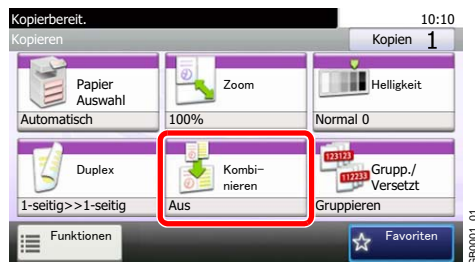 Kopierbereit.
10:10
Kopieren
Kopien 1
Papier
Auswahl
Automatisch
Zoom
100%
Helligkeit
Normal 0
Duplex
1-seitig>>1-seitig
Kombi-
nieren
Aus
123123
112233
Grupp./
Versetzt
Gruppieren
Funktionen
Favoriten